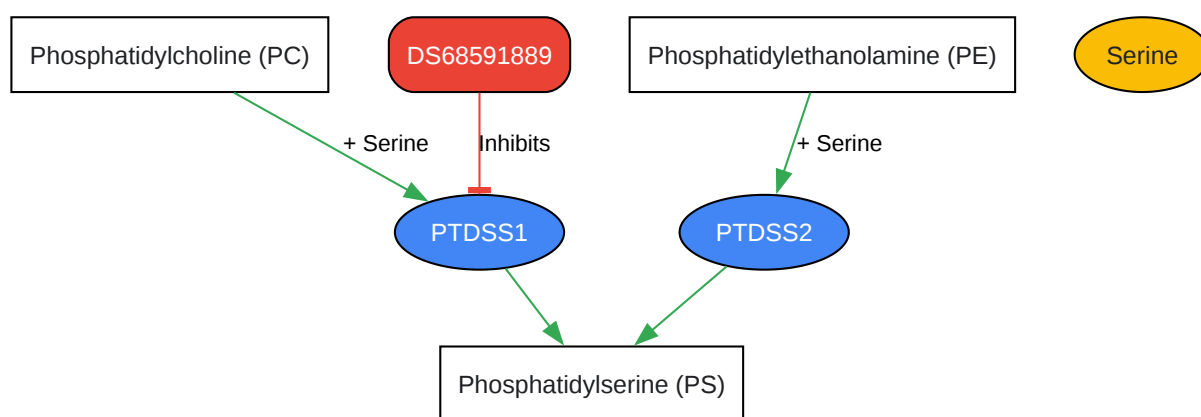 Phosphatidylcholine (PC)
DS68591889
Phosphatidylethanolamine (PE)
Serine
+ Serine
Inhibits
+ Serine
PTDSS1
PTDSS2
Phosphatidylserine (PS)